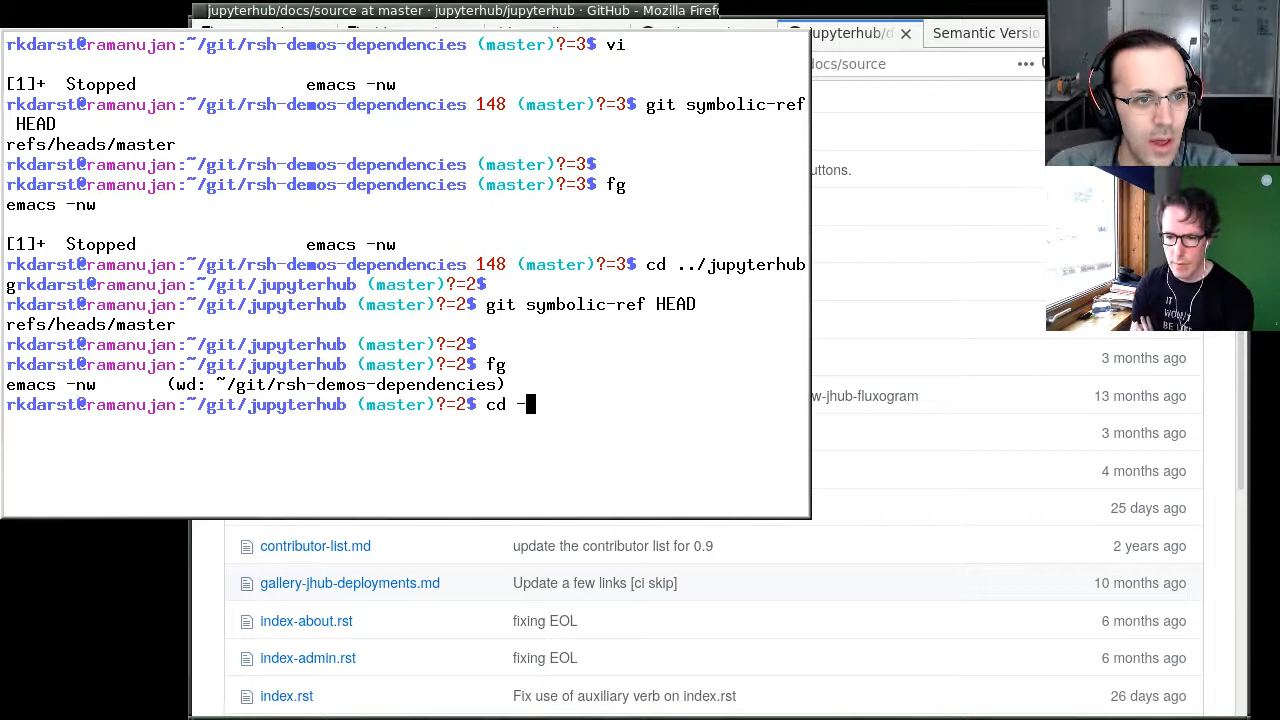 jupyterhub/docs/source at master · jupyterhub/jupyterhub · GitHub - Mozilla Firef
rkdarst@ramanujan:~/git/rsh-demos-dependencies (master)?=3$ vi
[1]+  Stopped                 emacs -nw
rkdarst@ramanujan:~/git/rsh-demos-dependencies 148 (master)?=3$ git symbolic-ref
HEAD
refs/heads/master
rkdarst@ramanujan:~/git/rsh-demos-dependencies (master)?=3$
rkdarst@ramanujan:~/git/rsh-demos-dependencies (master)?=3$ fg
emacs -nw
[1]+  Stopped                 emacs -nw
rkdarst@ramanujan:~/git/rsh-demos-dependencies 148 (master)?=3$ cd ../jupyterhub
grkdarst@ramanujan:~/git/jupyterhub (master)?=2$
rkdarst@ramanujan:~/git/jupyterhub (master)?=2$ git symbolic-ref HEAD
refs/heads/master
rkdarst@ramanujan:~/git/jupyterhub (master)?=2$
rkdarst@ramanujan:~/git/jupyterhub (master)?=2$ fg
emacs -nw       (wd: ~/git/rsh-demos-dependencies)
rkdarst@ramanujan:~/git/jupyterhub (master)?=2$ cd -
upyterhub/d
Semantic Versio
docs/source
uttons.
3 months ago
w-jhub-fluxogram 13 months ago
3 months ago
4 months ago
25 days ago
contributor-list.md update the contributor list for 0.9 2 years ago
gallery-jhub-deployments.md Update a few links [ci skip] 10 months ago
index-about.rst fixing EOL 6 months ago
index-admin.rst fixing EOL 6 months ago
index.rst Fix use of auxiliary verb on index.rst 26 days ago
IT
WON'T
BE